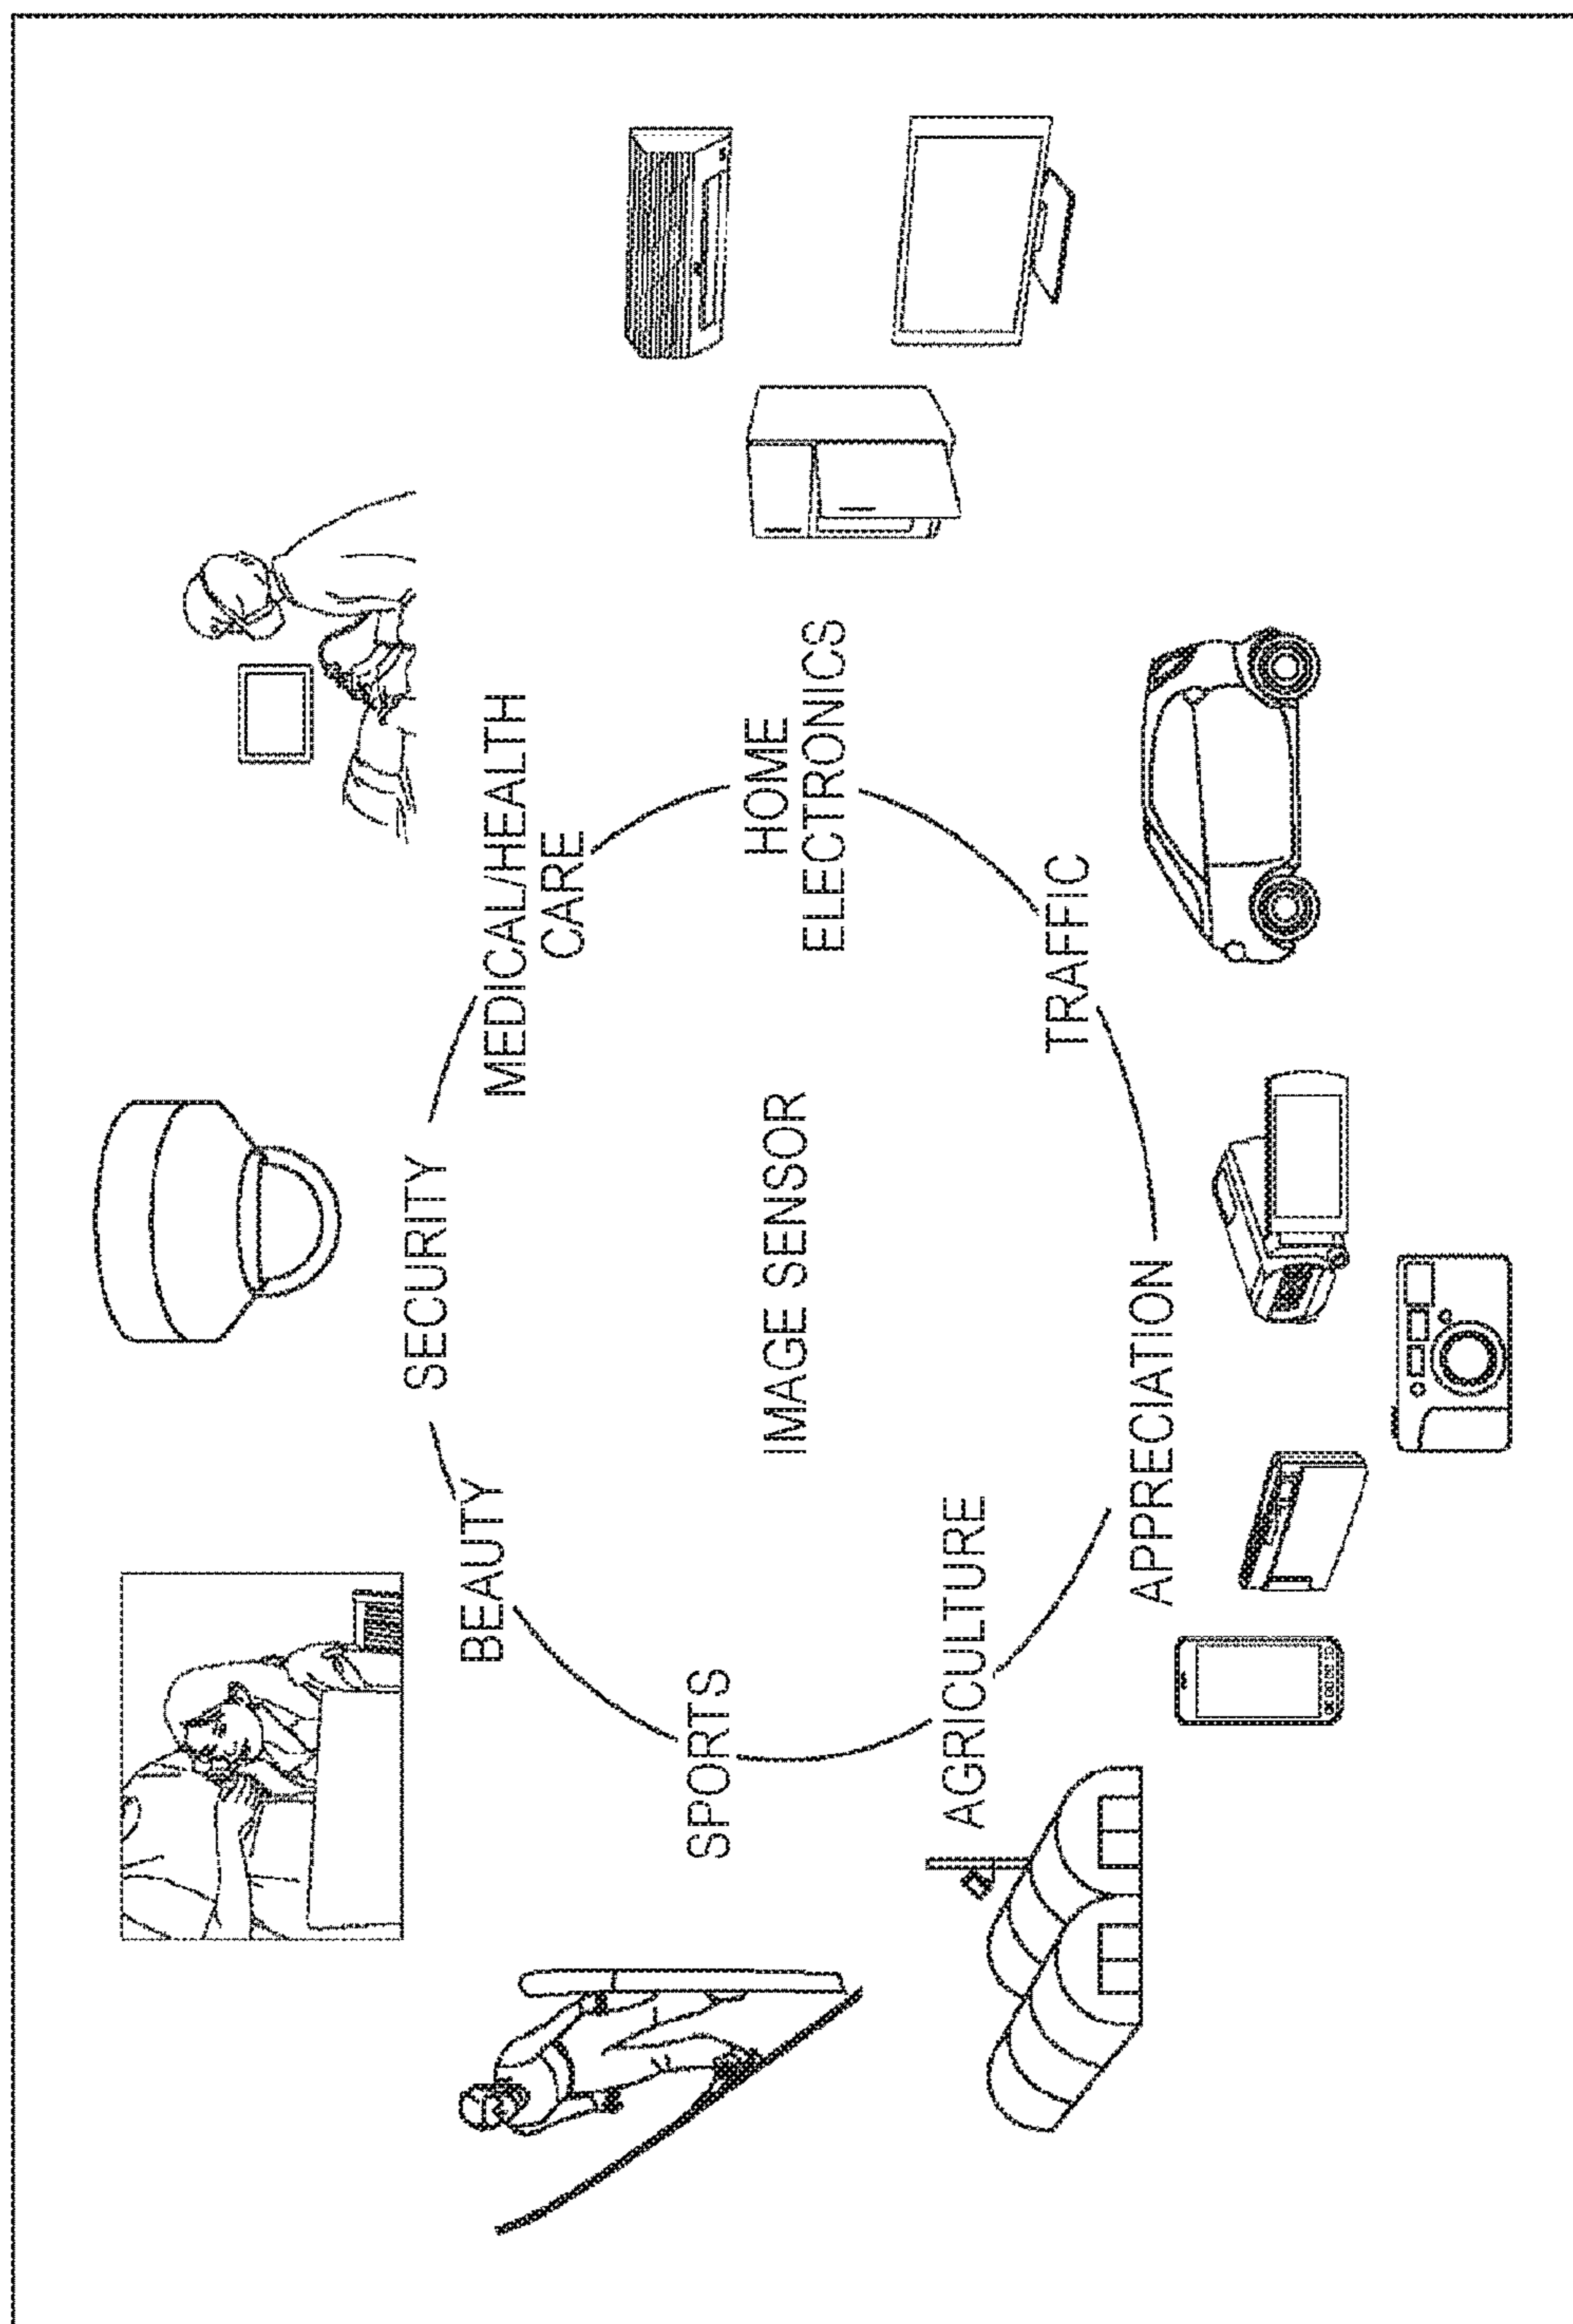 SECURITY
BEAUTY
MEDICAL/HEALTH
CARE
SPORTS
IMAGE SENSOR
HOME
ELECTRONICS
AGRICULTURE
TRAFFIC
APPRECIATION